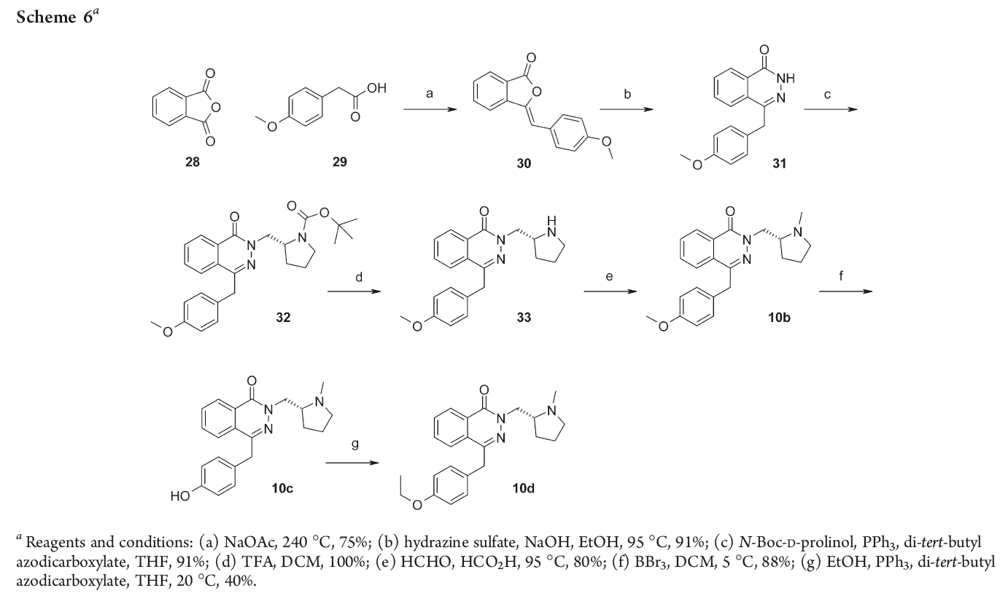 Scheme 6ᵃ
O O O O OH O O O O O NH N O
a b c
28 29 30 31
O N N O O N O O N N H N O O N N N O
d e f
32 33 10b
O N N N HO O N N N O
g
10c 10d
ᵃ Reagents and conditions: (a) NaOAc, 240 °C, 75%; (b) hydrazine sulfate, NaOH, EtOH, 95 °C, 91%; (c) N-Boc-D-prolinol, PPh₃, di-tert-butyl
azodicarboxylate, THF, 91%; (d) TFA, DCM, 100%; (e) HCHO, HCO₂H, 95 °C, 80%; (f) BBr₃, DCM, 5 °C, 88%; (g) EtOH, PPh₃, di-tert-butyl
azodicarboxylate, THF, 20 °C, 40%.